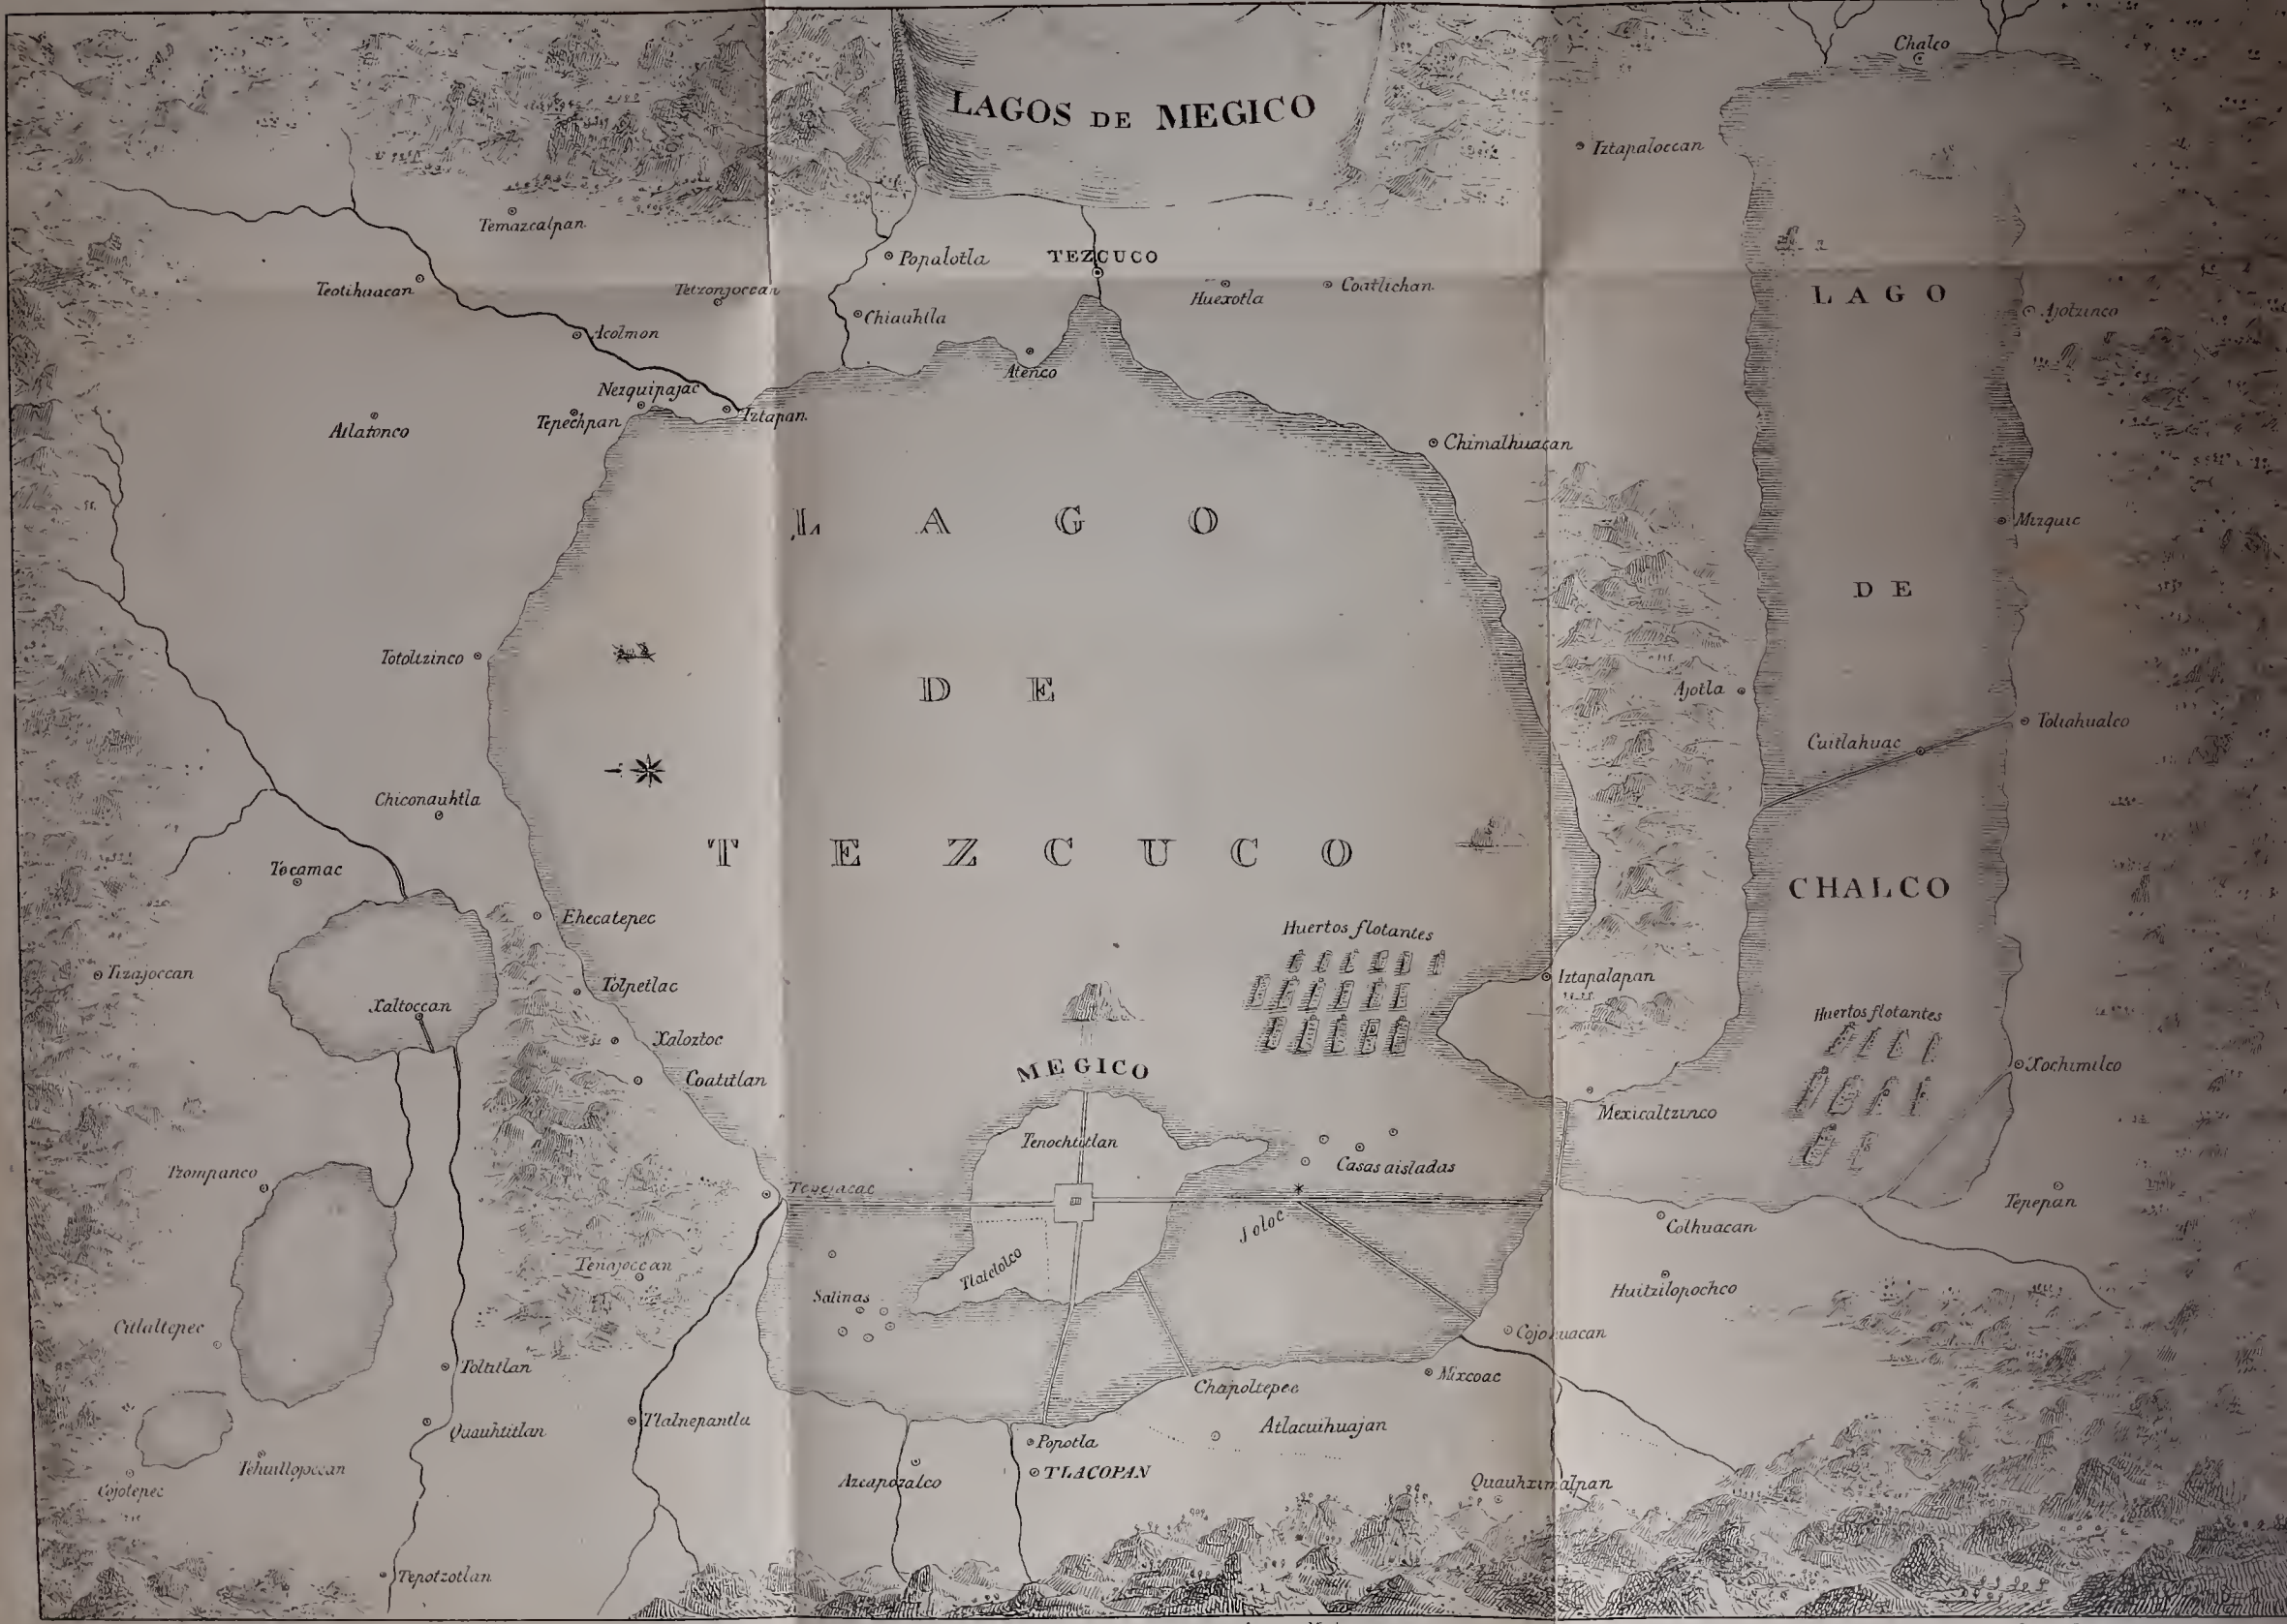 LAGOS DE MEGICO
Chalco
Iztapaloccan
Temazcalpan
Popalotla
TEZCUCO
Teotihuacan
Tetzonjoccan
Huexotla
Coatlichan
LAGO
Ajotzinco
Chiauhtla
Acolmon
Atenco
Nezquipajac
Iztapan
Tepechpan
Atlatonco
Chimalhuacan
LAGO
Mizquic
DE
Totoltzinco
DE
Ajotla
Toltahualco
Cuitlahuac
Chiconauhtla
TEZCUCO
Tecamac
CHALCO
Ehecatepec
Huertos flotantes
Tizajoccan
Tolpetlac
Iztapalapan
Xaltoccan
Huertos flotantes
Xaloztoc
MEGICO
Xochimilco
Coatitlan
Mexicaltzinco
Tenochtitlan
Casas aisladas
Tzompanco
Tepejacac
Tepepan
Joloc
Colhuacan
Tenajoccan
Tlatelolco
Huitzilopochco
Salinas
Citlaltepec
Cojohuacan
Toltitlan
Mixcoac
Chapoltepec
Quauhtitlan
Tlalnepantla
Atlacuihuajan
Popotla
Tehuillojoccan
TLACOPAN
Azcapozalco
Quauhximalpan
Cojotepec
Tepotzotlan